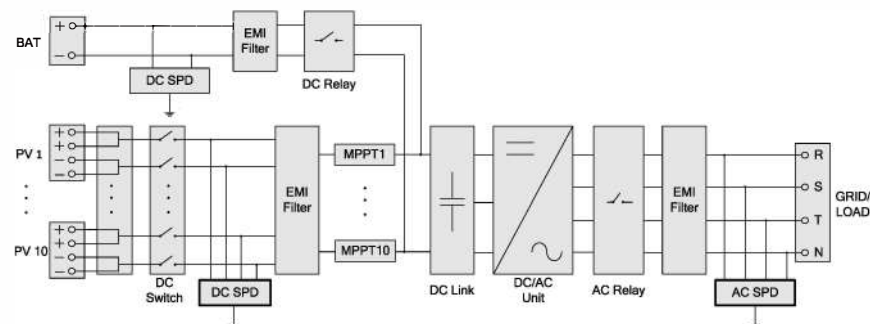 BAT
+
−
EMI
Filter
DC Relay
DC SPD
PV 1
+
+
−
−
PV 10
+
+
−
−
DC
Switch
DC SPD
EMI
Filter
MPPT1
MPPT10
DC Link
DC/AC
Unit
AC Relay
EMI
Filter
R
S
T
N
GRID/
LOAD
AC SPD